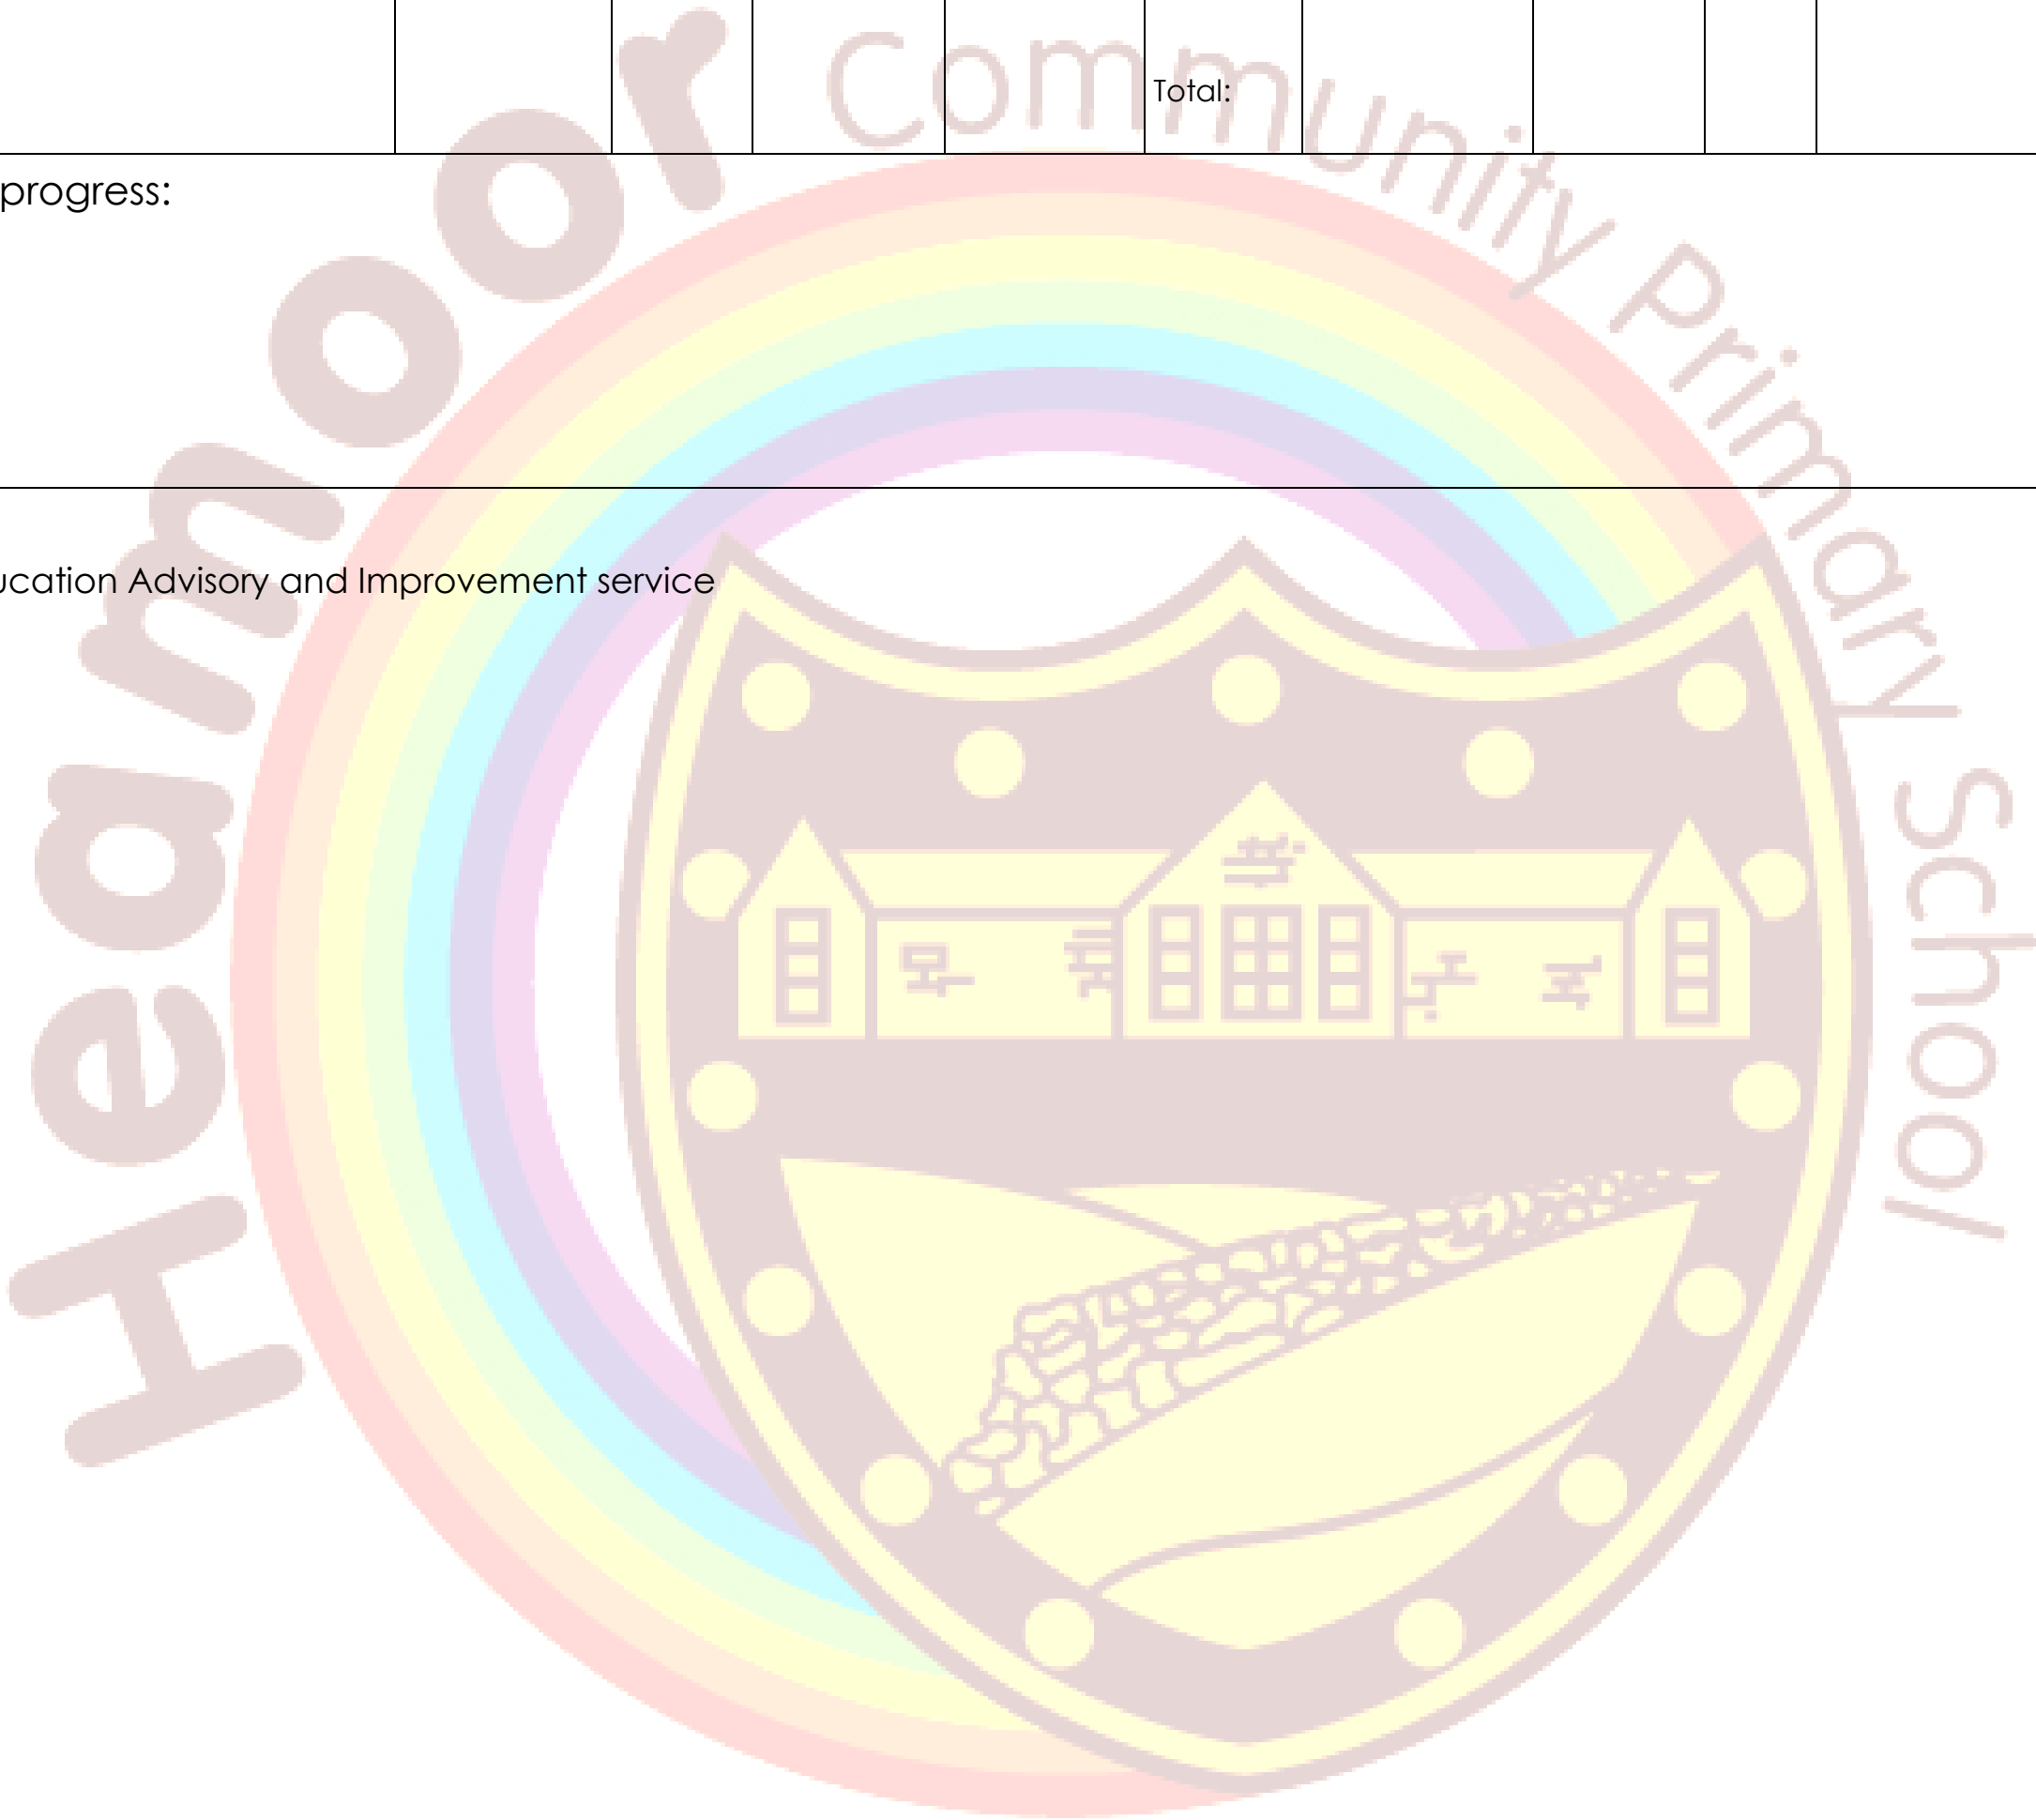 Total:
progress:
ucation Advisory and Improvement service
Heamoor Community Primary School